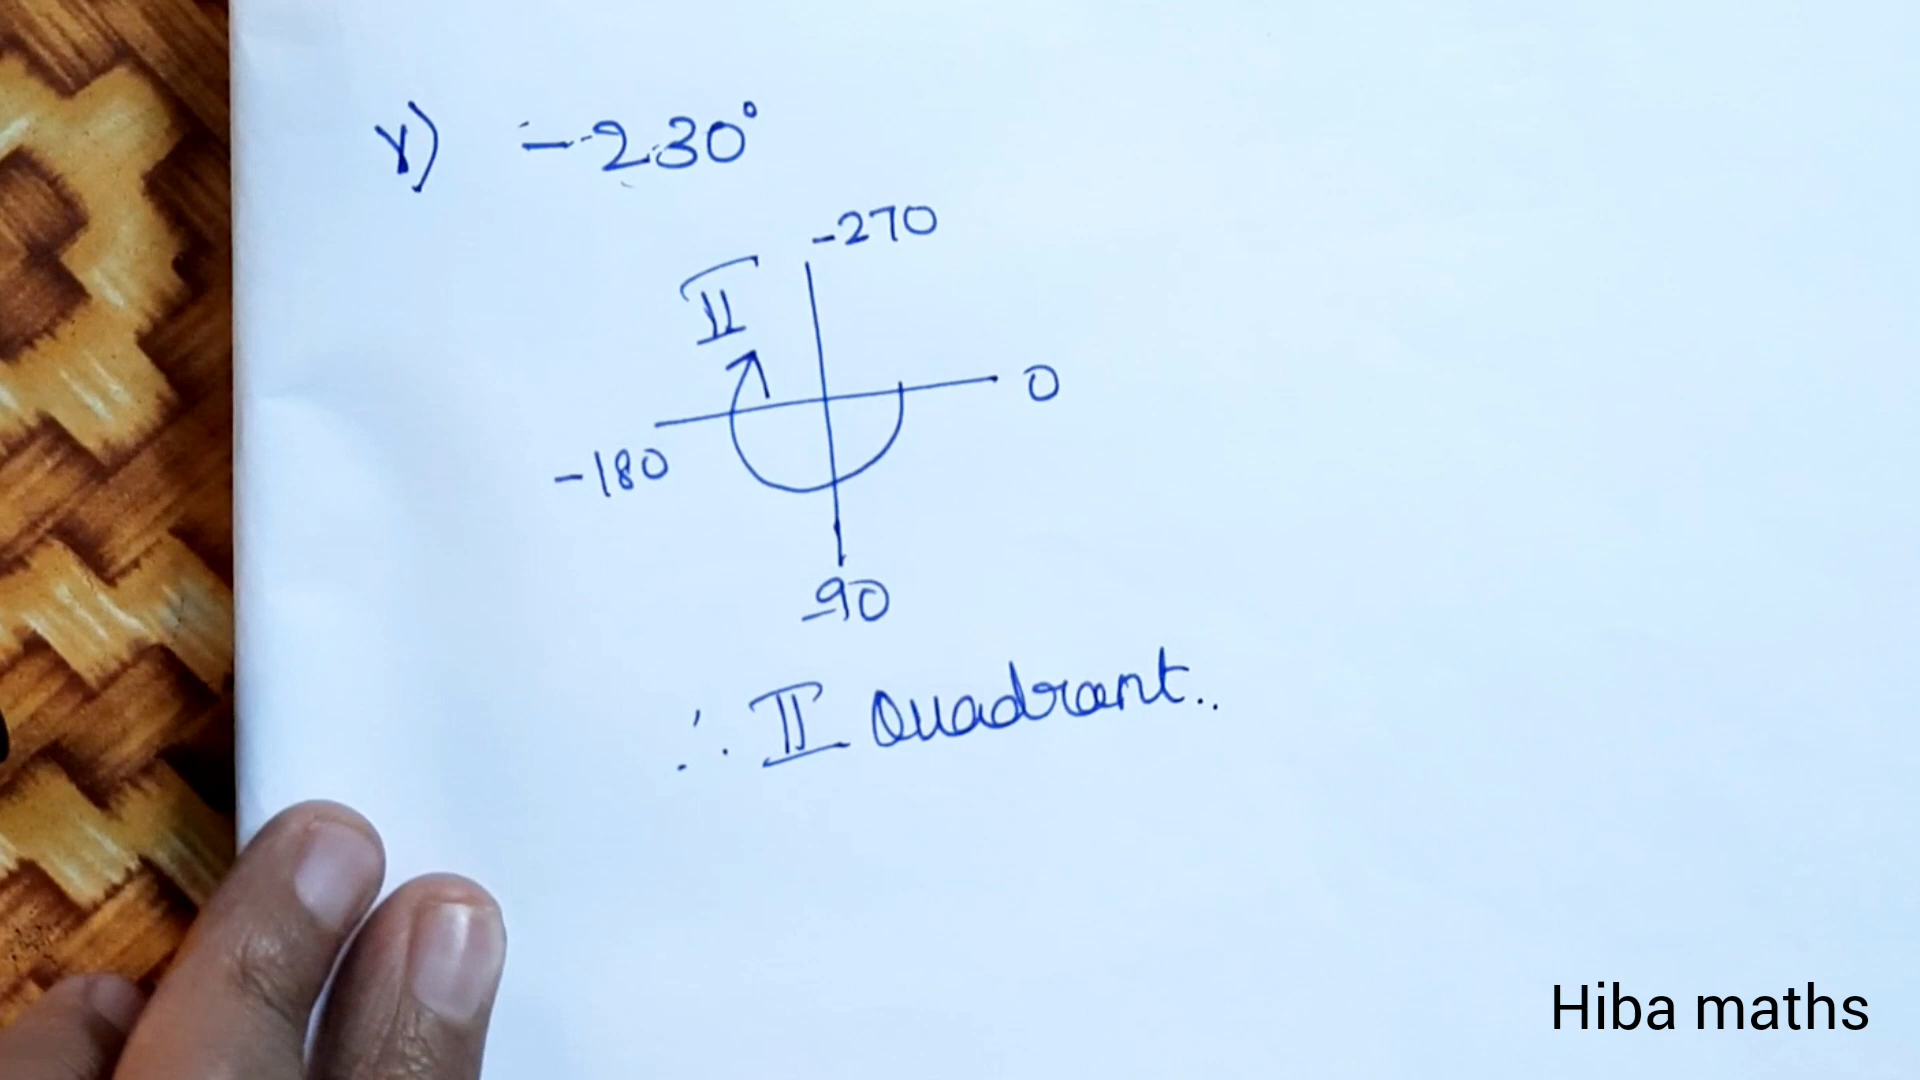 v) -230°
-270
II
0
-180
-90
∴ II Quadrant..
Hiba maths